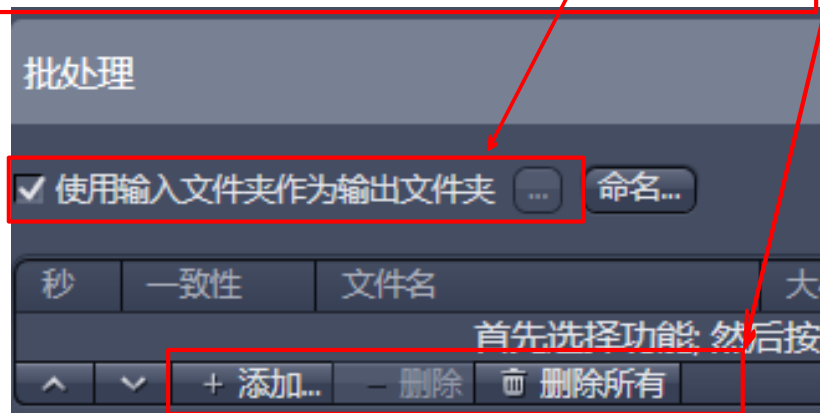 批处理
使用输入文件夹作为输出文件夹 ... 命名...
秒 一致性 文件名 大
首先选择功能; 然后按
+ 添加... − 删除 删除所有